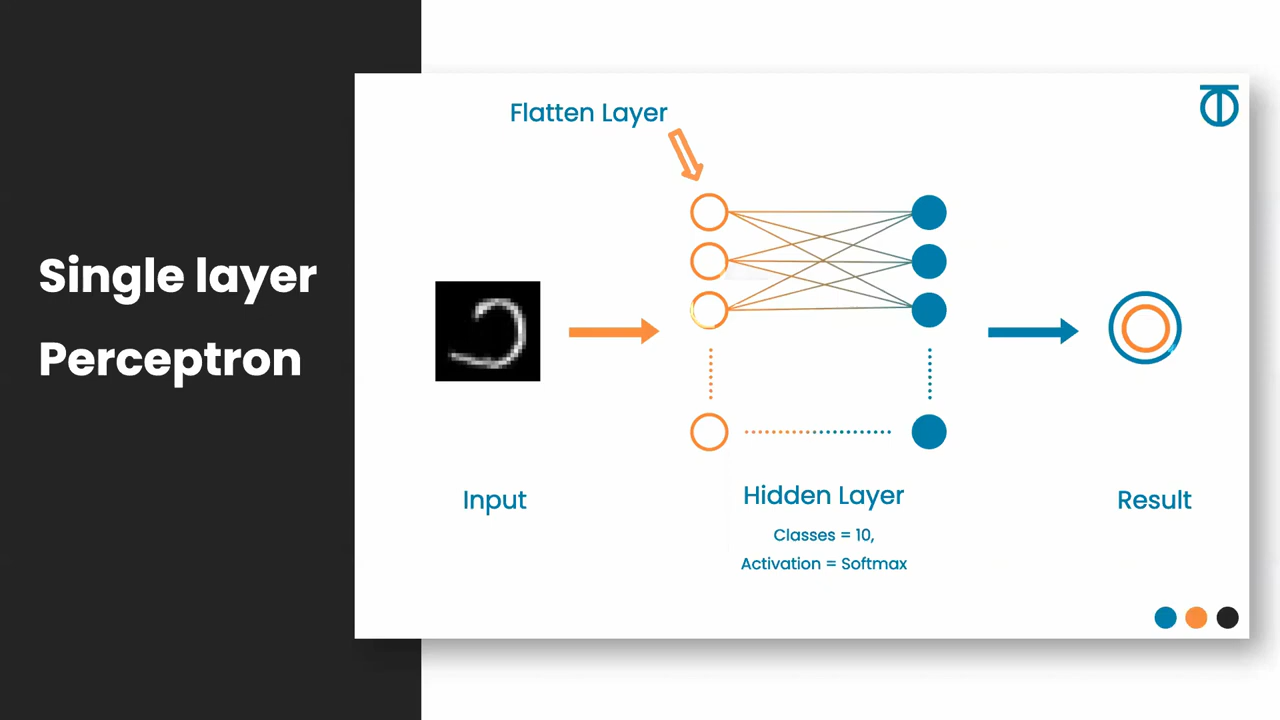 Single layer
Perceptron
Flatten Layer
Input
Hidden Layer
Classes = 10,
Activation = Softmax
Result